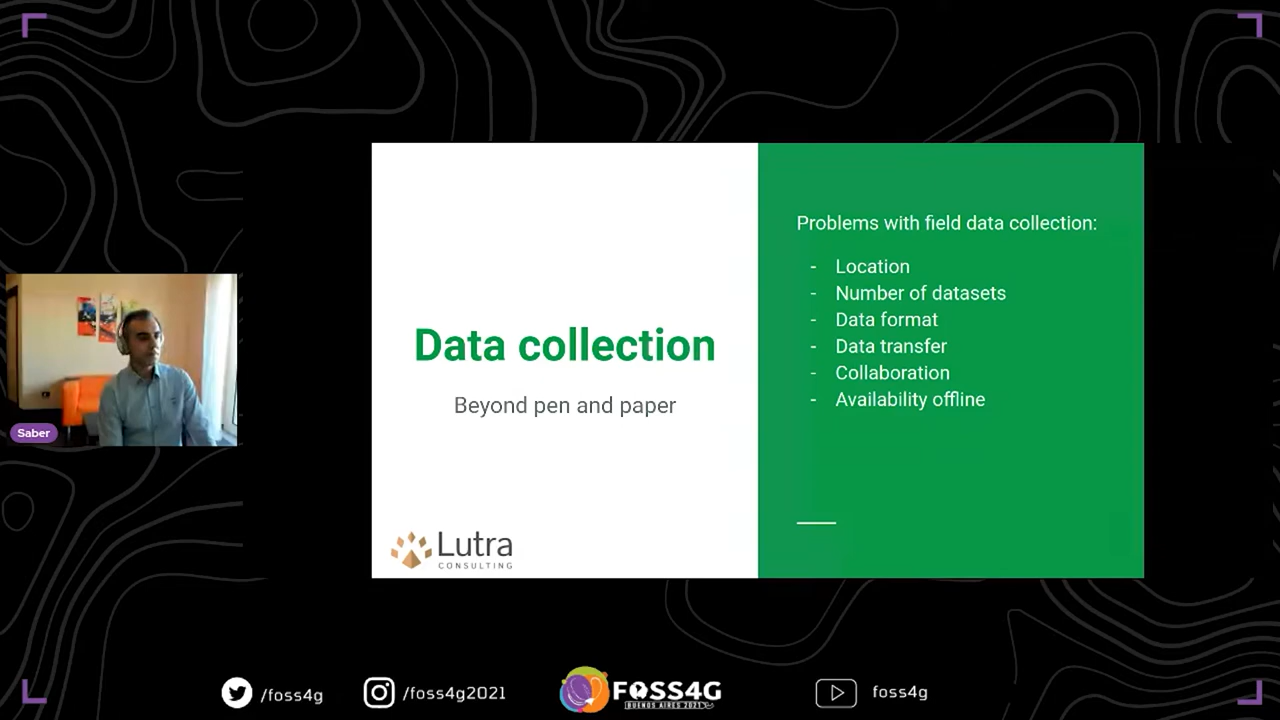 Data collection
Beyond pen and paper
Lutra
CONSULTING
Problems with field data collection:
- Location
- Number of datasets
- Data format
- Data transfer
- Collaboration
- Availability offline
Saber
/foss4g
/foss4g2021
FOSS4G
BUENOS AIRES 2021
foss4g